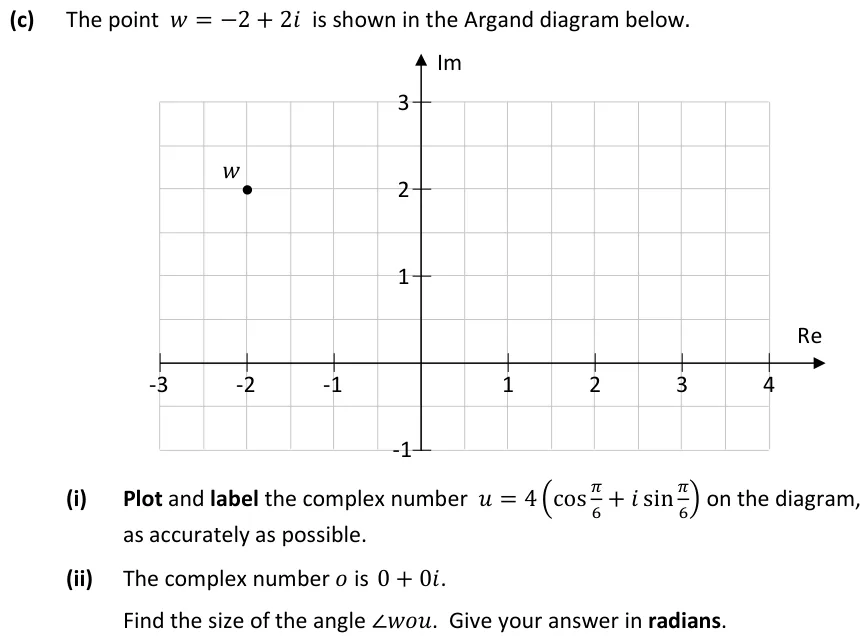 (c) The point w = −2 + 2i is shown in the Argand diagram below.
Im
3
w
2
1
Re
-3 -2 -1 1 2 3 4
-1
(i) Plot and label the complex number u = 4 (cos π/6 + i sin π/6) on the diagram,
as accurately as possible.
(ii) The complex number o is 0 + 0i.
Find the size of the angle ∠wou. Give your answer in radians.